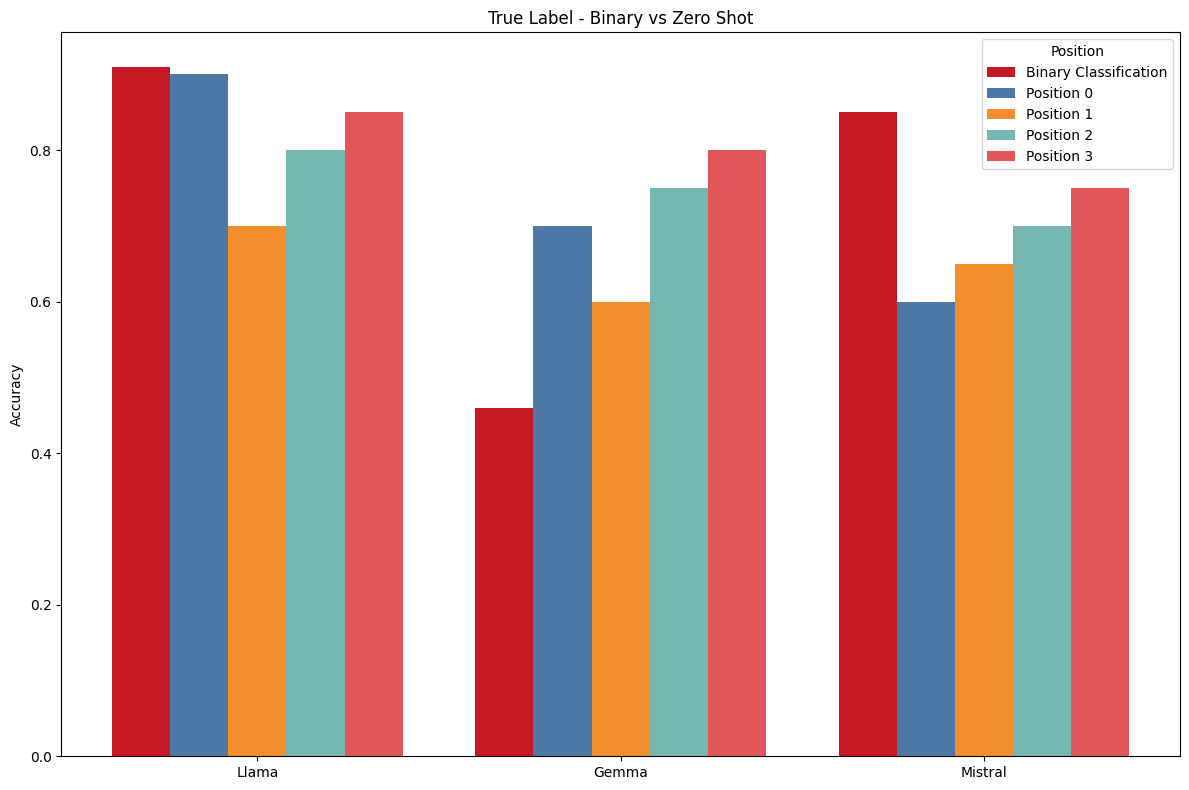 True Label - Binary vs Zero Shot
Position
Binary Classification
Position 0
Position 1
Position 2
Position 3
Accuracy
0.8
0.6
0.4
0.2
0.0
Llama
Gemma
Mistral